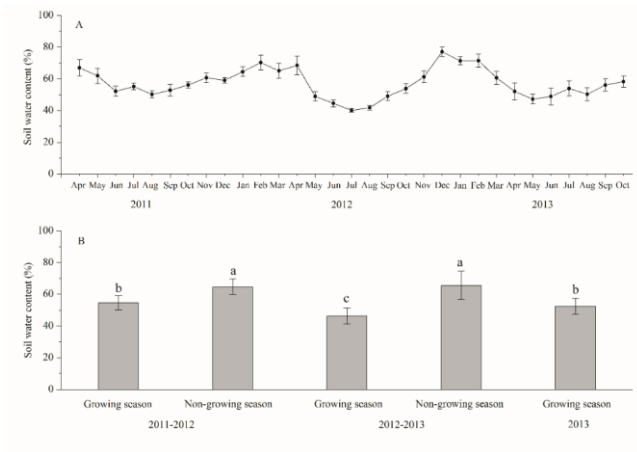 A
Soil water content (%)
100
80
60
40
20
0
Apr May Jun Jul Aug Sep Oct Nov Dec Jan Feb Mar Apr May Jun Jul Aug Sep Oct Nov Dec Jan Feb Mar Apr May Jun Jul Aug Sep Oct
2011 2012 2013
B
Soil water content (%)
100
80
60
40
20
0
b a c a b
Growing season Non-growing season Growing season Non-growing season Growing season
2011-2012 2012-2013 2013